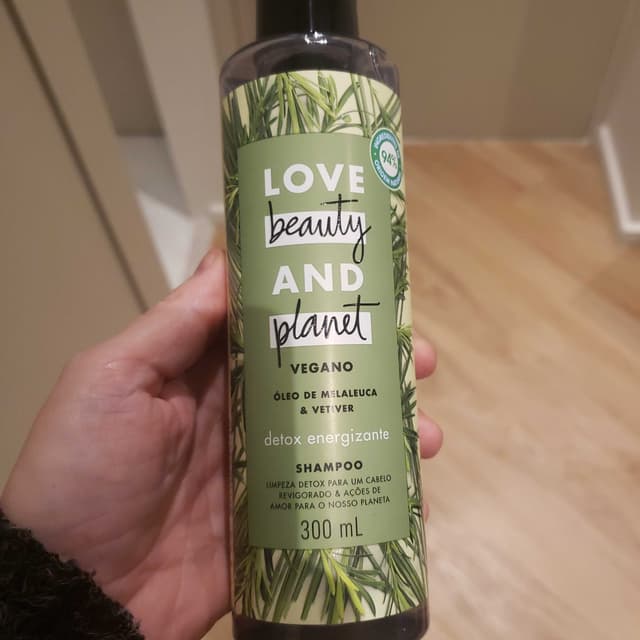 LOVE
beauty
AND
planet
VEGANO
ÓLEO DE MELALEUCA
& VETIVER
detox energizante
SHAMPOO
LIMPEZA DETOX PARA UM CABELO
REVIGORADO & AÇÕES DE
AMOR PARA O NOSSO PLANETA
300 mL
94%